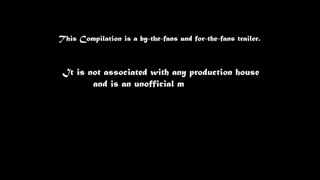 This Compilation is a by-the-fans and for-the-fans trailer.
It is not associated with any production house
and is an unofficial m